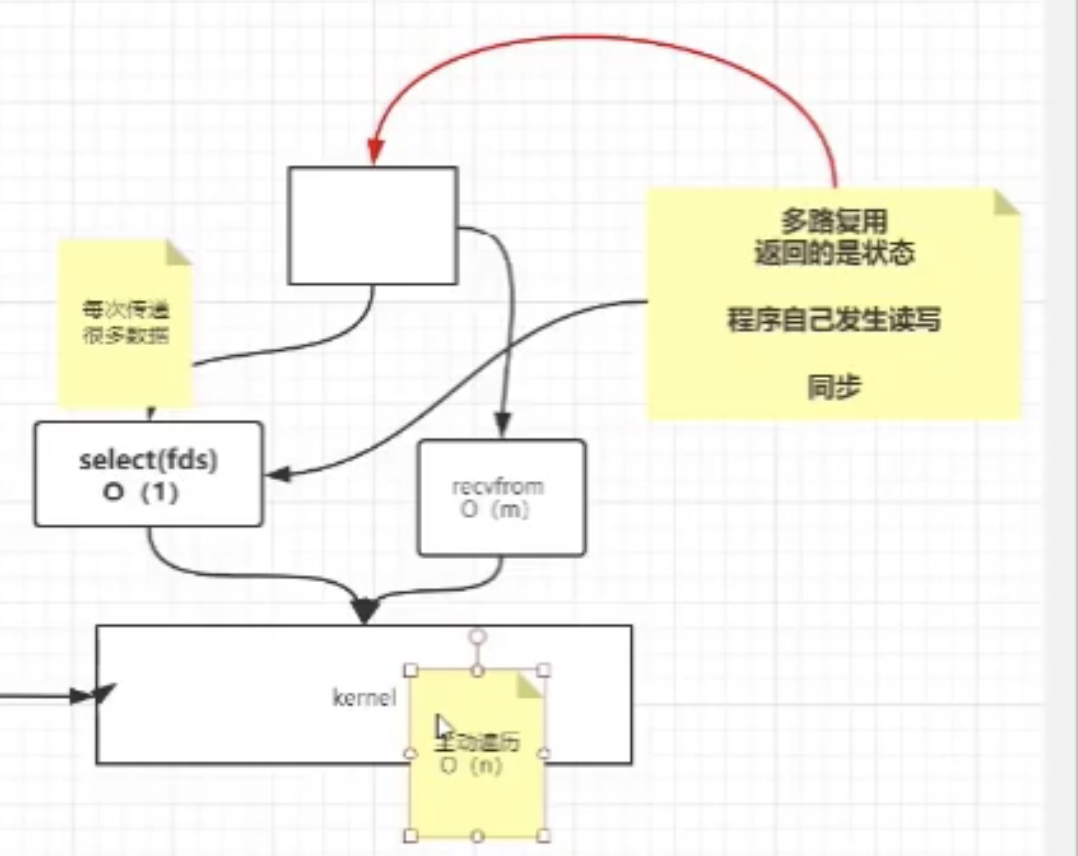 多路复用
返回的是状态
程序自己发生读写
同步
每次传递
很多数据
select(fds)
O（1）
recvfrom
O（m）
kernel
主动遍历
O（n）